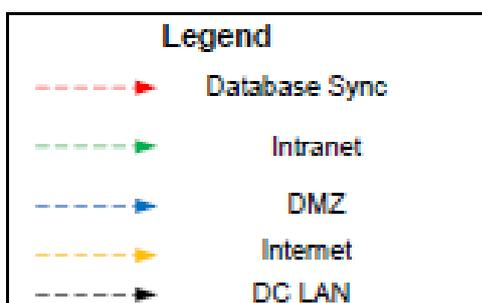 Legend
Database Sync
Intranet
DMZ
Internet
DC LAN